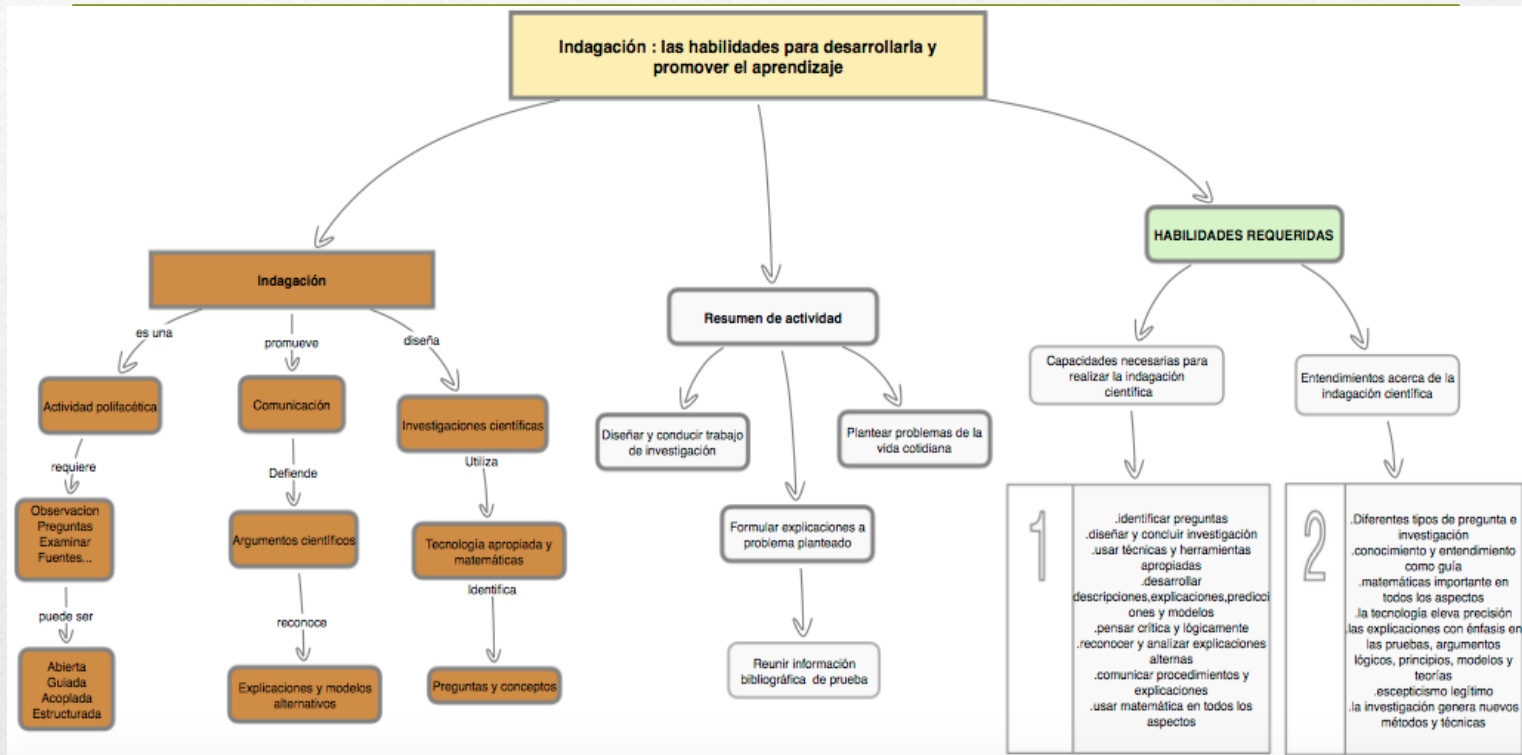 Indagación : las habilidades para desarrollarla y
promover el aprendizaje
Indagación
es una
Actividad polifacética
requiere
Observacion
Preguntas
Examinar
Fuentes...
puede ser
Abierta
Guiada
Acoplada
Estructurada
promueve
Comunicación
Defiende
Argumentos científicos
reconoce
Explicaciones y modelos
alternativos
diseña
Investigaciones científicas
Utiliza
Tecnología apropiada y
matemáticas
Identifica
Preguntas y conceptos
Resumen de actividad
Diseñar y conducir trabajo
de investigación
Formular explicaciones a
problema planteado
Reunir información
bibliográfica de prueba
Plantear problemas de la
vida cotidiana
HABILIDADES REQUERIDAS
Capacidades necesarias para
realizar la indagación
científica
1
.identificar preguntas
.diseñar y concluir investigación
.usar técnicas y herramientas
apropiadas
.desarrollar
descripciones,explicaciones,predicci
ones y modelos
.pensar crítica y lógicamente
.reconocer y analizar explicaciones
alternas
.comunicar procedimientos y
explicaciones
.usar matemática en todos los
aspectos
Entendimientos acerca de la
indagación científica
2
.Diferentes tipos de pregunta e
investigación
.conocimiento y entendimiento
como guía
.matemáticas importante en
todos los aspectos
.la tecnología eleva precisión
.las explicaciones con énfasis en
las pruebas, argumentos
lógicos, principios, modelos y
teorías
.escepticismo legítimo
.la investigación genera nuevos
métodos y técnicas